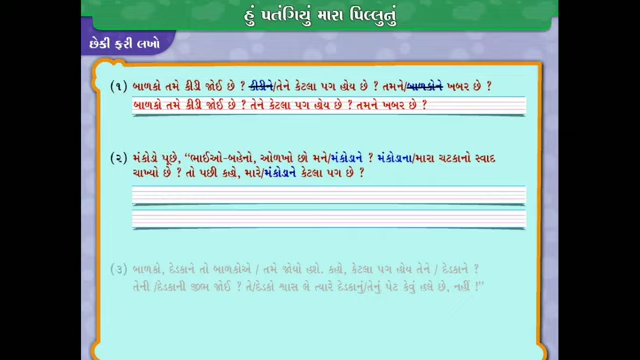 હું પતંગિયું મારા પિલ્લુનું
છેકી ફરી લખો
(૧) બાળકો તમે કીડી જોઈ છે ? કીડીને/તેને કેટલા પગ હોય છે ? તમને/બાળકોને ખબર છે ?
બાળકો તમે કીડી જોઈ છે ? તેને કેટલા પગ હોય છે ? તમને ખબર છે ?
(૨) મંકોડો પૂછે, “ભાઈઓ-બહેનો, ઓળખો છો મને/મંકોડાને ? મંકોડાના/મારા ચટકાનો સ્વાદ
ચાખ્યો છે ? તો પછી કહો, મારે/મંકોડાને કેટલા પગ છે ?
(૩) બાળકો, દેડકાને તો બાળકોએ / તમે જોયો હશે. કહો, કેટલા પગ હોય તેને / દેડકાને ?
તેની /દેડકાની જીભ જોઈ ? તે/દેડકો શ્વાસ લે ત્યારે દેડકાનું/તેનું પેટ કેવું હલે છે, નહીં !”